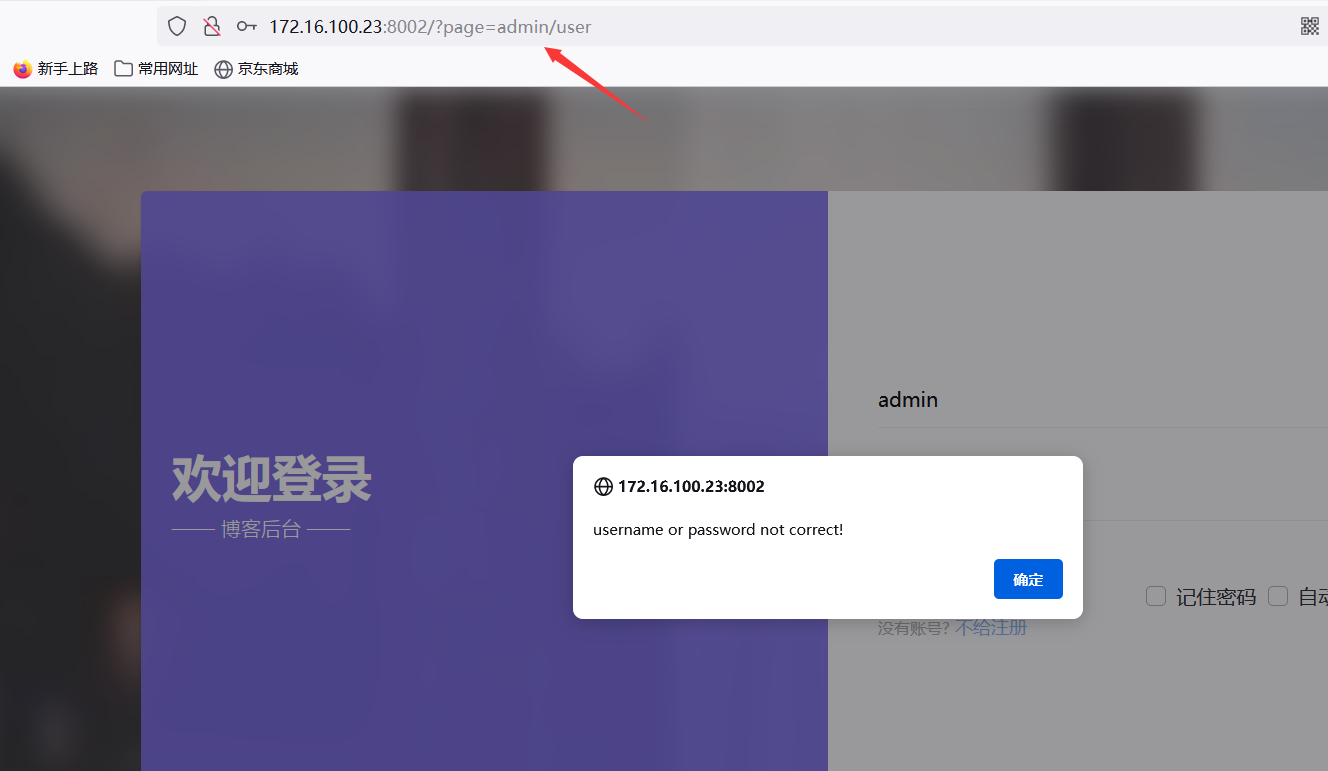 172.16.100.23:8002/?page=admin/user
新手上路 常用网址 京东商城
admin
欢迎登录
博客后台
172.16.100.23:8002
username or password not correct!
确定
记住密码 自动
没有账号? 不给注册